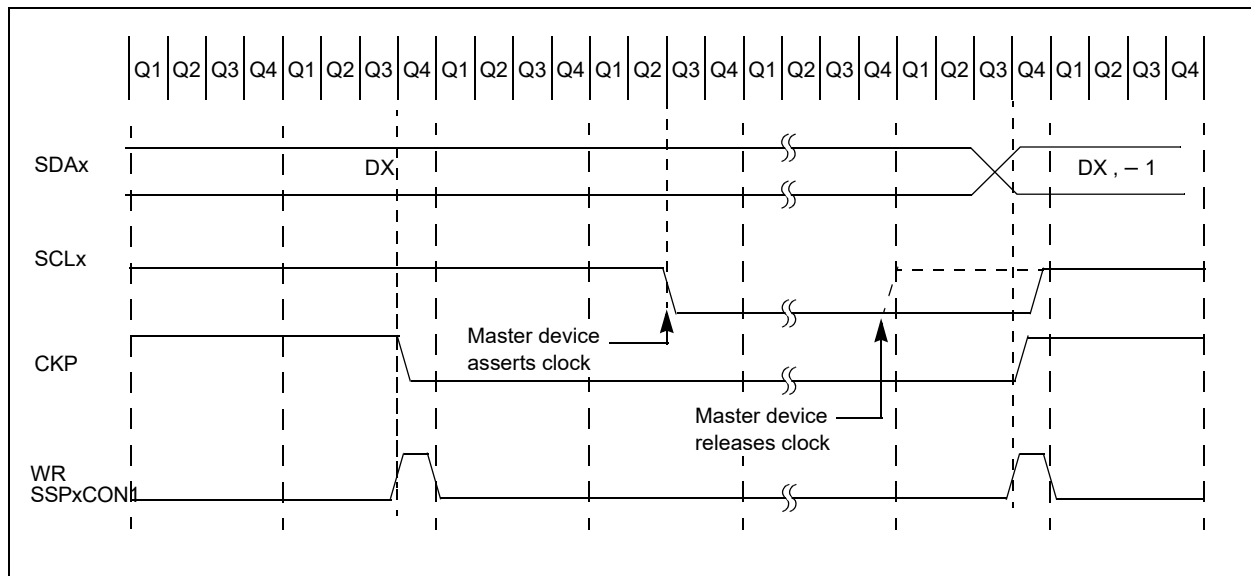 Q1 Q2 Q3 Q4 Q1 Q2 Q3 Q4 Q1 Q2 Q3 Q4 Q1 Q2 Q3 Q4 Q1 Q2 Q3 Q4 Q1 Q2 Q3 Q4 Q1 Q2 Q3 Q4
SDAx
DX
DX , – 1
SCLx
Master device
asserts clock
CKP
Master device
releases clock
WR
SSPxCON1